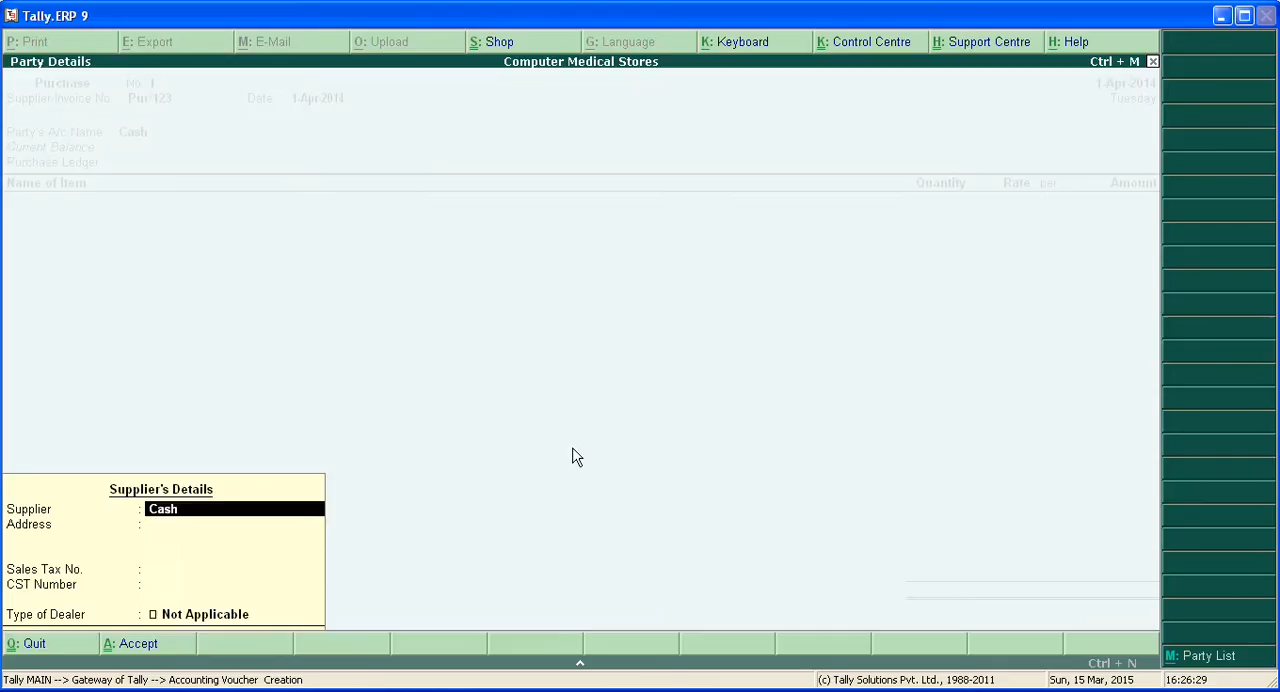 Tally.ERP 9
P: Print E: Export M: E-Mail O: Upload S: Shop G: Language K: Keyboard K: Control Centre H: Support Centre H: Help
Party Details Computer Medical Stores Ctrl + M
Purchase No. 1 1-Apr-2014
Supplier Invoice No. Pur/123 Date 1-Apr-2014 Tuesday
Party's A/c Name Cash
Current Balance
Purchase Ledger
Name of Item Quantity Rate per Amount
Supplier's Details
Supplier : Cash
Address :
Sales Tax No. :
CST Number :
Type of Dealer : Not Applicable
Q: Quit A: Accept
M: Party List
Ctrl + N
Tally MAIN --> Gateway of Tally --> Accounting Voucher Creation (c) Tally Solutions Pvt. Ltd., 1988-2011 Sun, 15 Mar, 2015 16:26:29